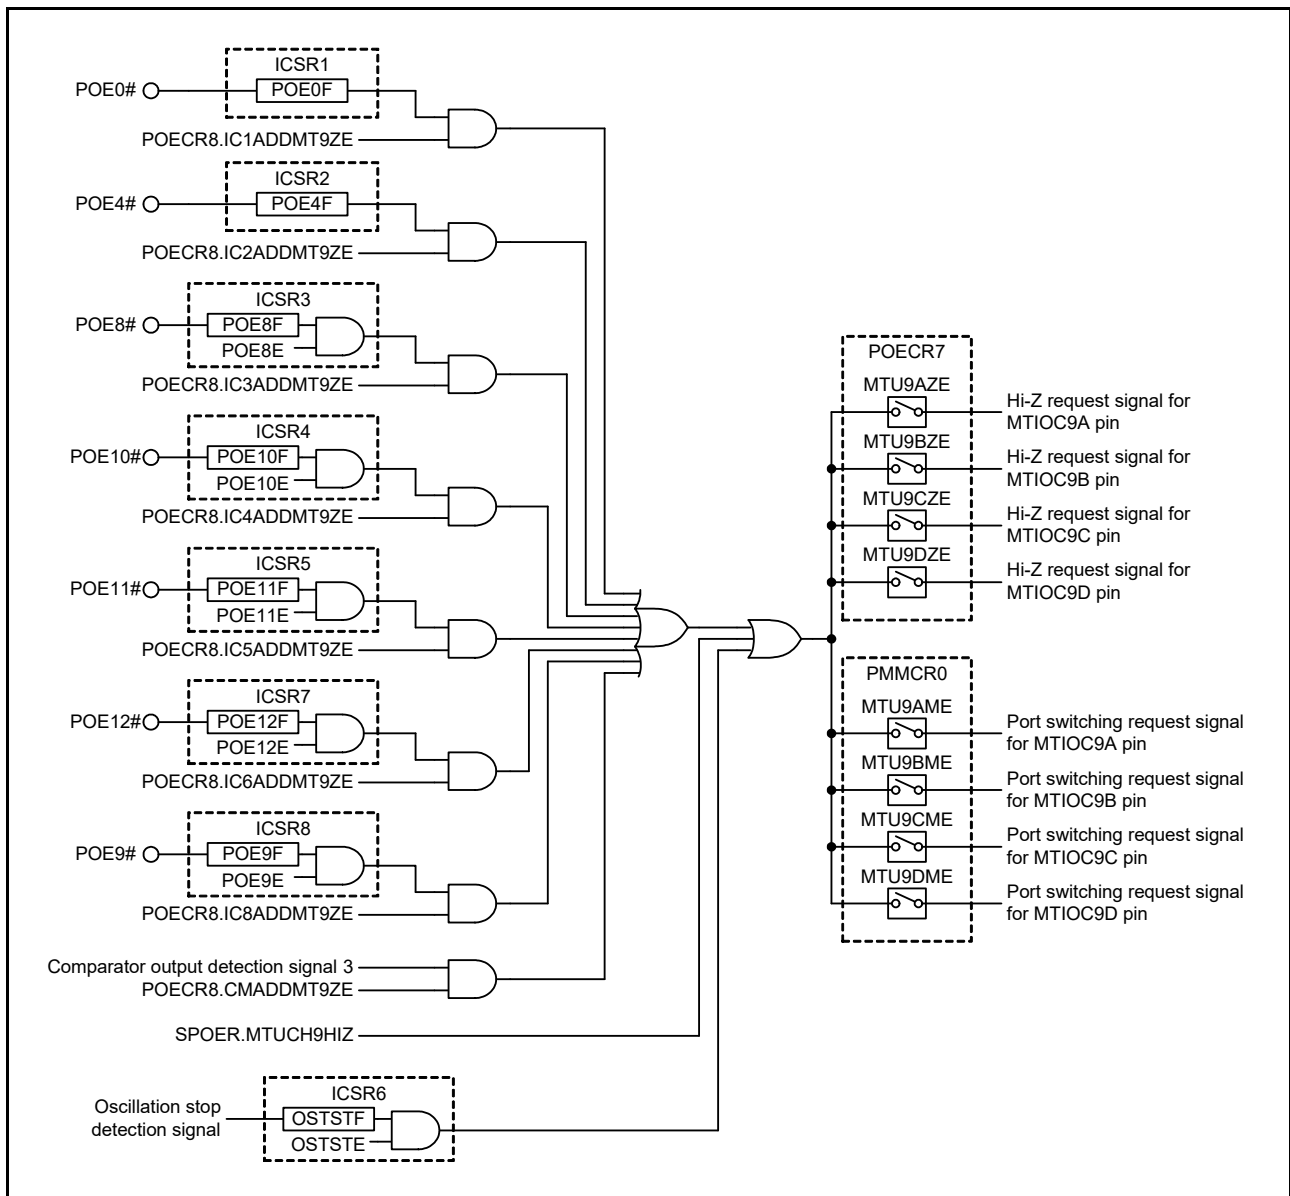 ICSR1
POE0#
POE0F
POECR8.IC1ADDMT9ZE
ICSR2
POE4#
POE4F
POECR8.IC2ADDMT9ZE
ICSR3
POE8#
POE8F
POE8E
POECR8.IC3ADDMT9ZE
ICSR4
POE10#
POE10F
POE10E
POECR8.IC4ADDMT9ZE
ICSR5
POE11#
POE11F
POE11E
POECR8.IC5ADDMT9ZE
ICSR7
POE12#
POE12F
POE12E
POECR8.IC6ADDMT9ZE
ICSR8
POE9#
POE9F
POE9E
POECR8.IC8ADDMT9ZE
Comparator output detection signal 3
POECR8.CMADDMT9ZE
SPOER.MTUCH9HIZ
ICSR6
Oscillation stop
detection signal
OSTSTF
OSTSTE
POECR7
MTU9AZE
Hi-Z request signal for
MTIOC9A pin
MTU9BZE
Hi-Z request signal for
MTIOC9B pin
MTU9CZE
Hi-Z request signal for
MTIOC9C pin
MTU9DZE
Hi-Z request signal for
MTIOC9D pin
PMMCR0
MTU9AME
Port switching request signal
for MTIOC9A pin
MTU9BME
Port switching request signal
for MTIOC9B pin
MTU9CME
Port switching request signal
for MTIOC9C pin
MTU9DME
Port switching request signal
for MTIOC9D pin